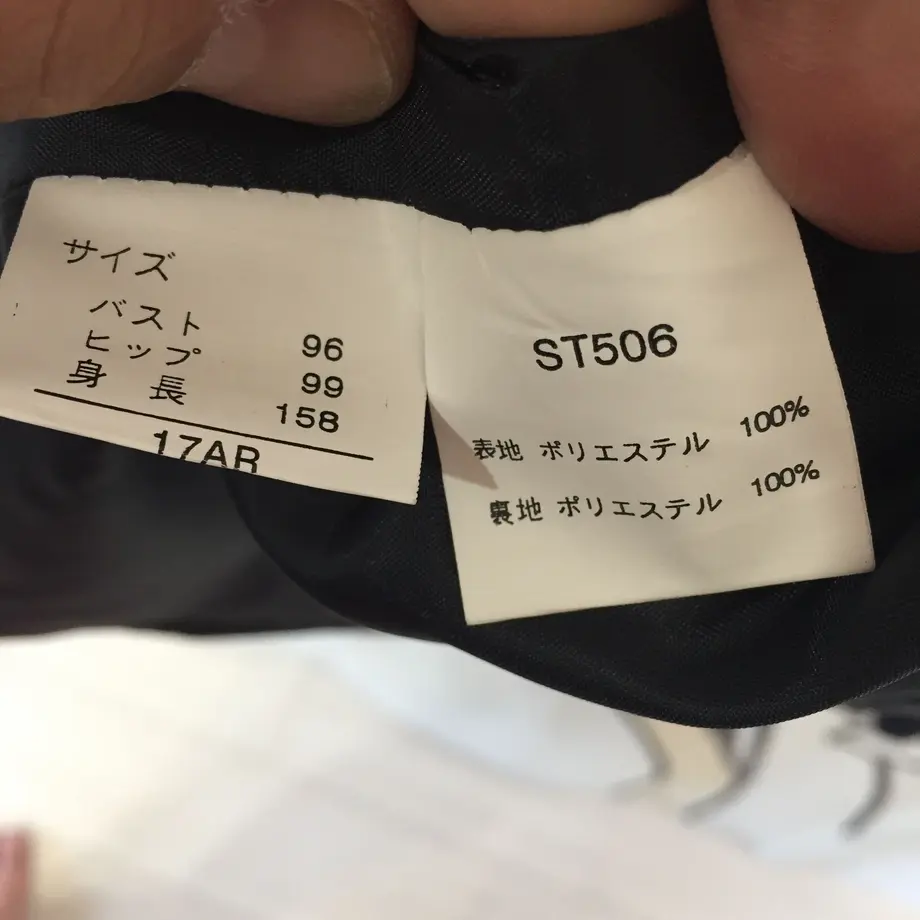 サイズ
バスト 96
ヒップ 99
身長 158
17AR
ST506
表地 ポリエステル 100%
裏地 ポリエステル 100%